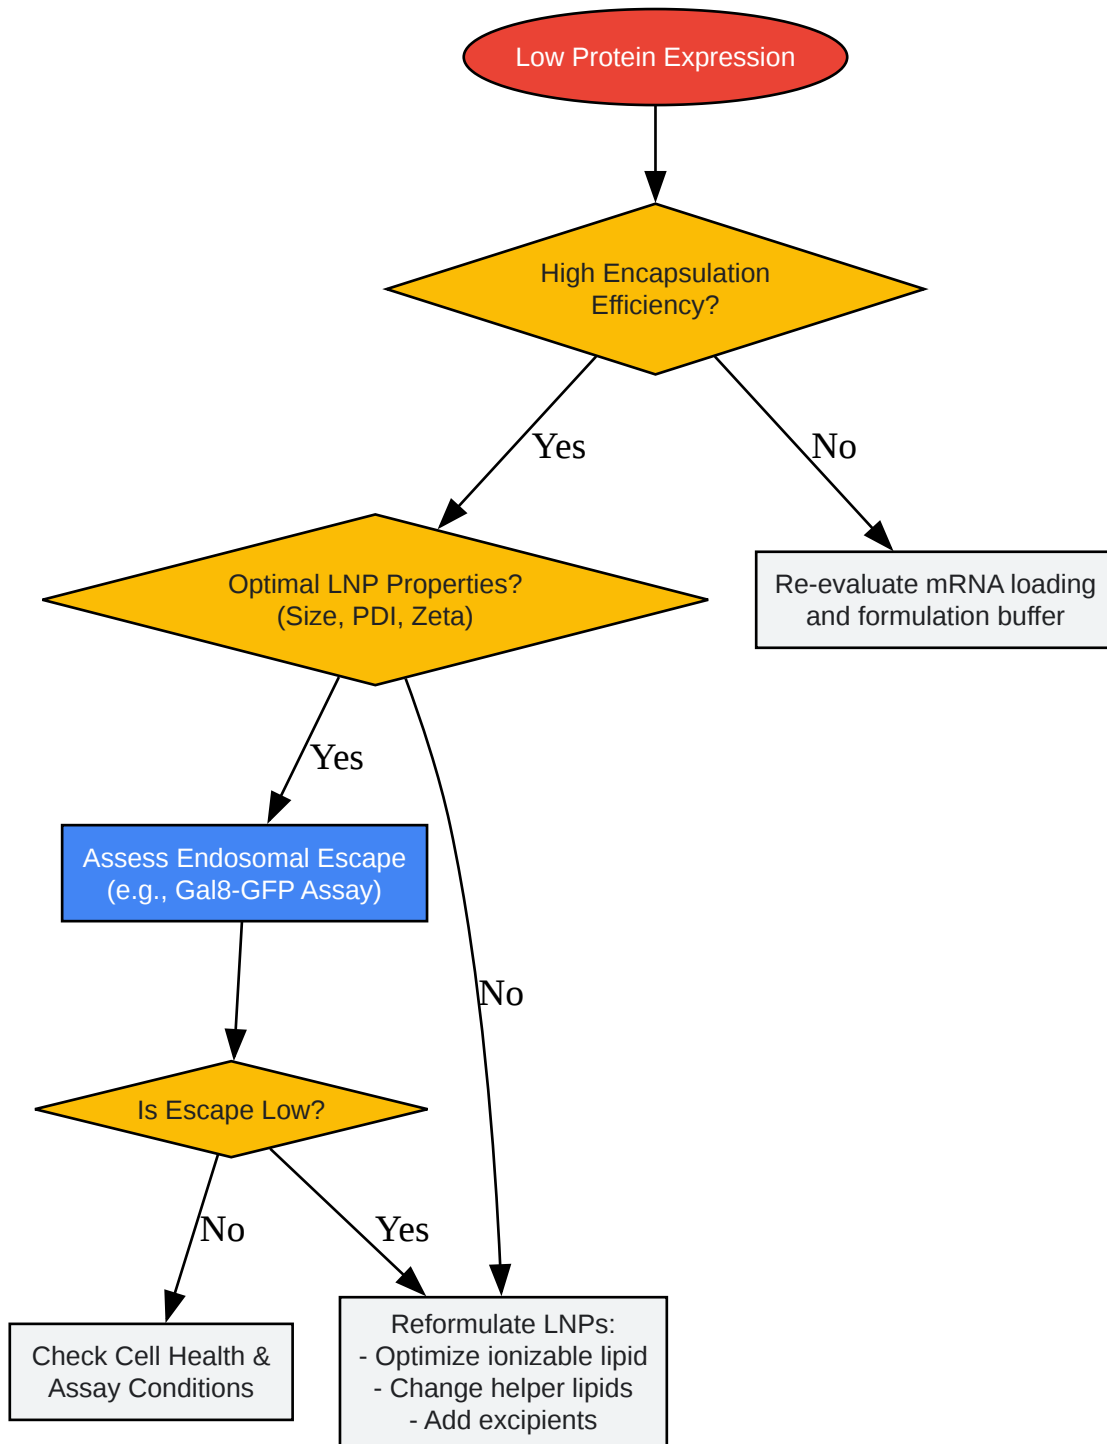 Low Protein Expression
High Encapsulation
Efficiency?
Yes
No
Optimal LNP Properties?
(Size, PDI, Zeta)
Re-evaluate mRNA loading
and formulation buffer
Yes
Assess Endosomal Escape
(e.g., Gal8-GFP Assay)
No
Is Escape Low?
No
Yes
Check Cell Health &
Assay Conditions
Reformulate LNPs:
- Optimize ionizable lipid
- Change helper lipids
- Add excipients